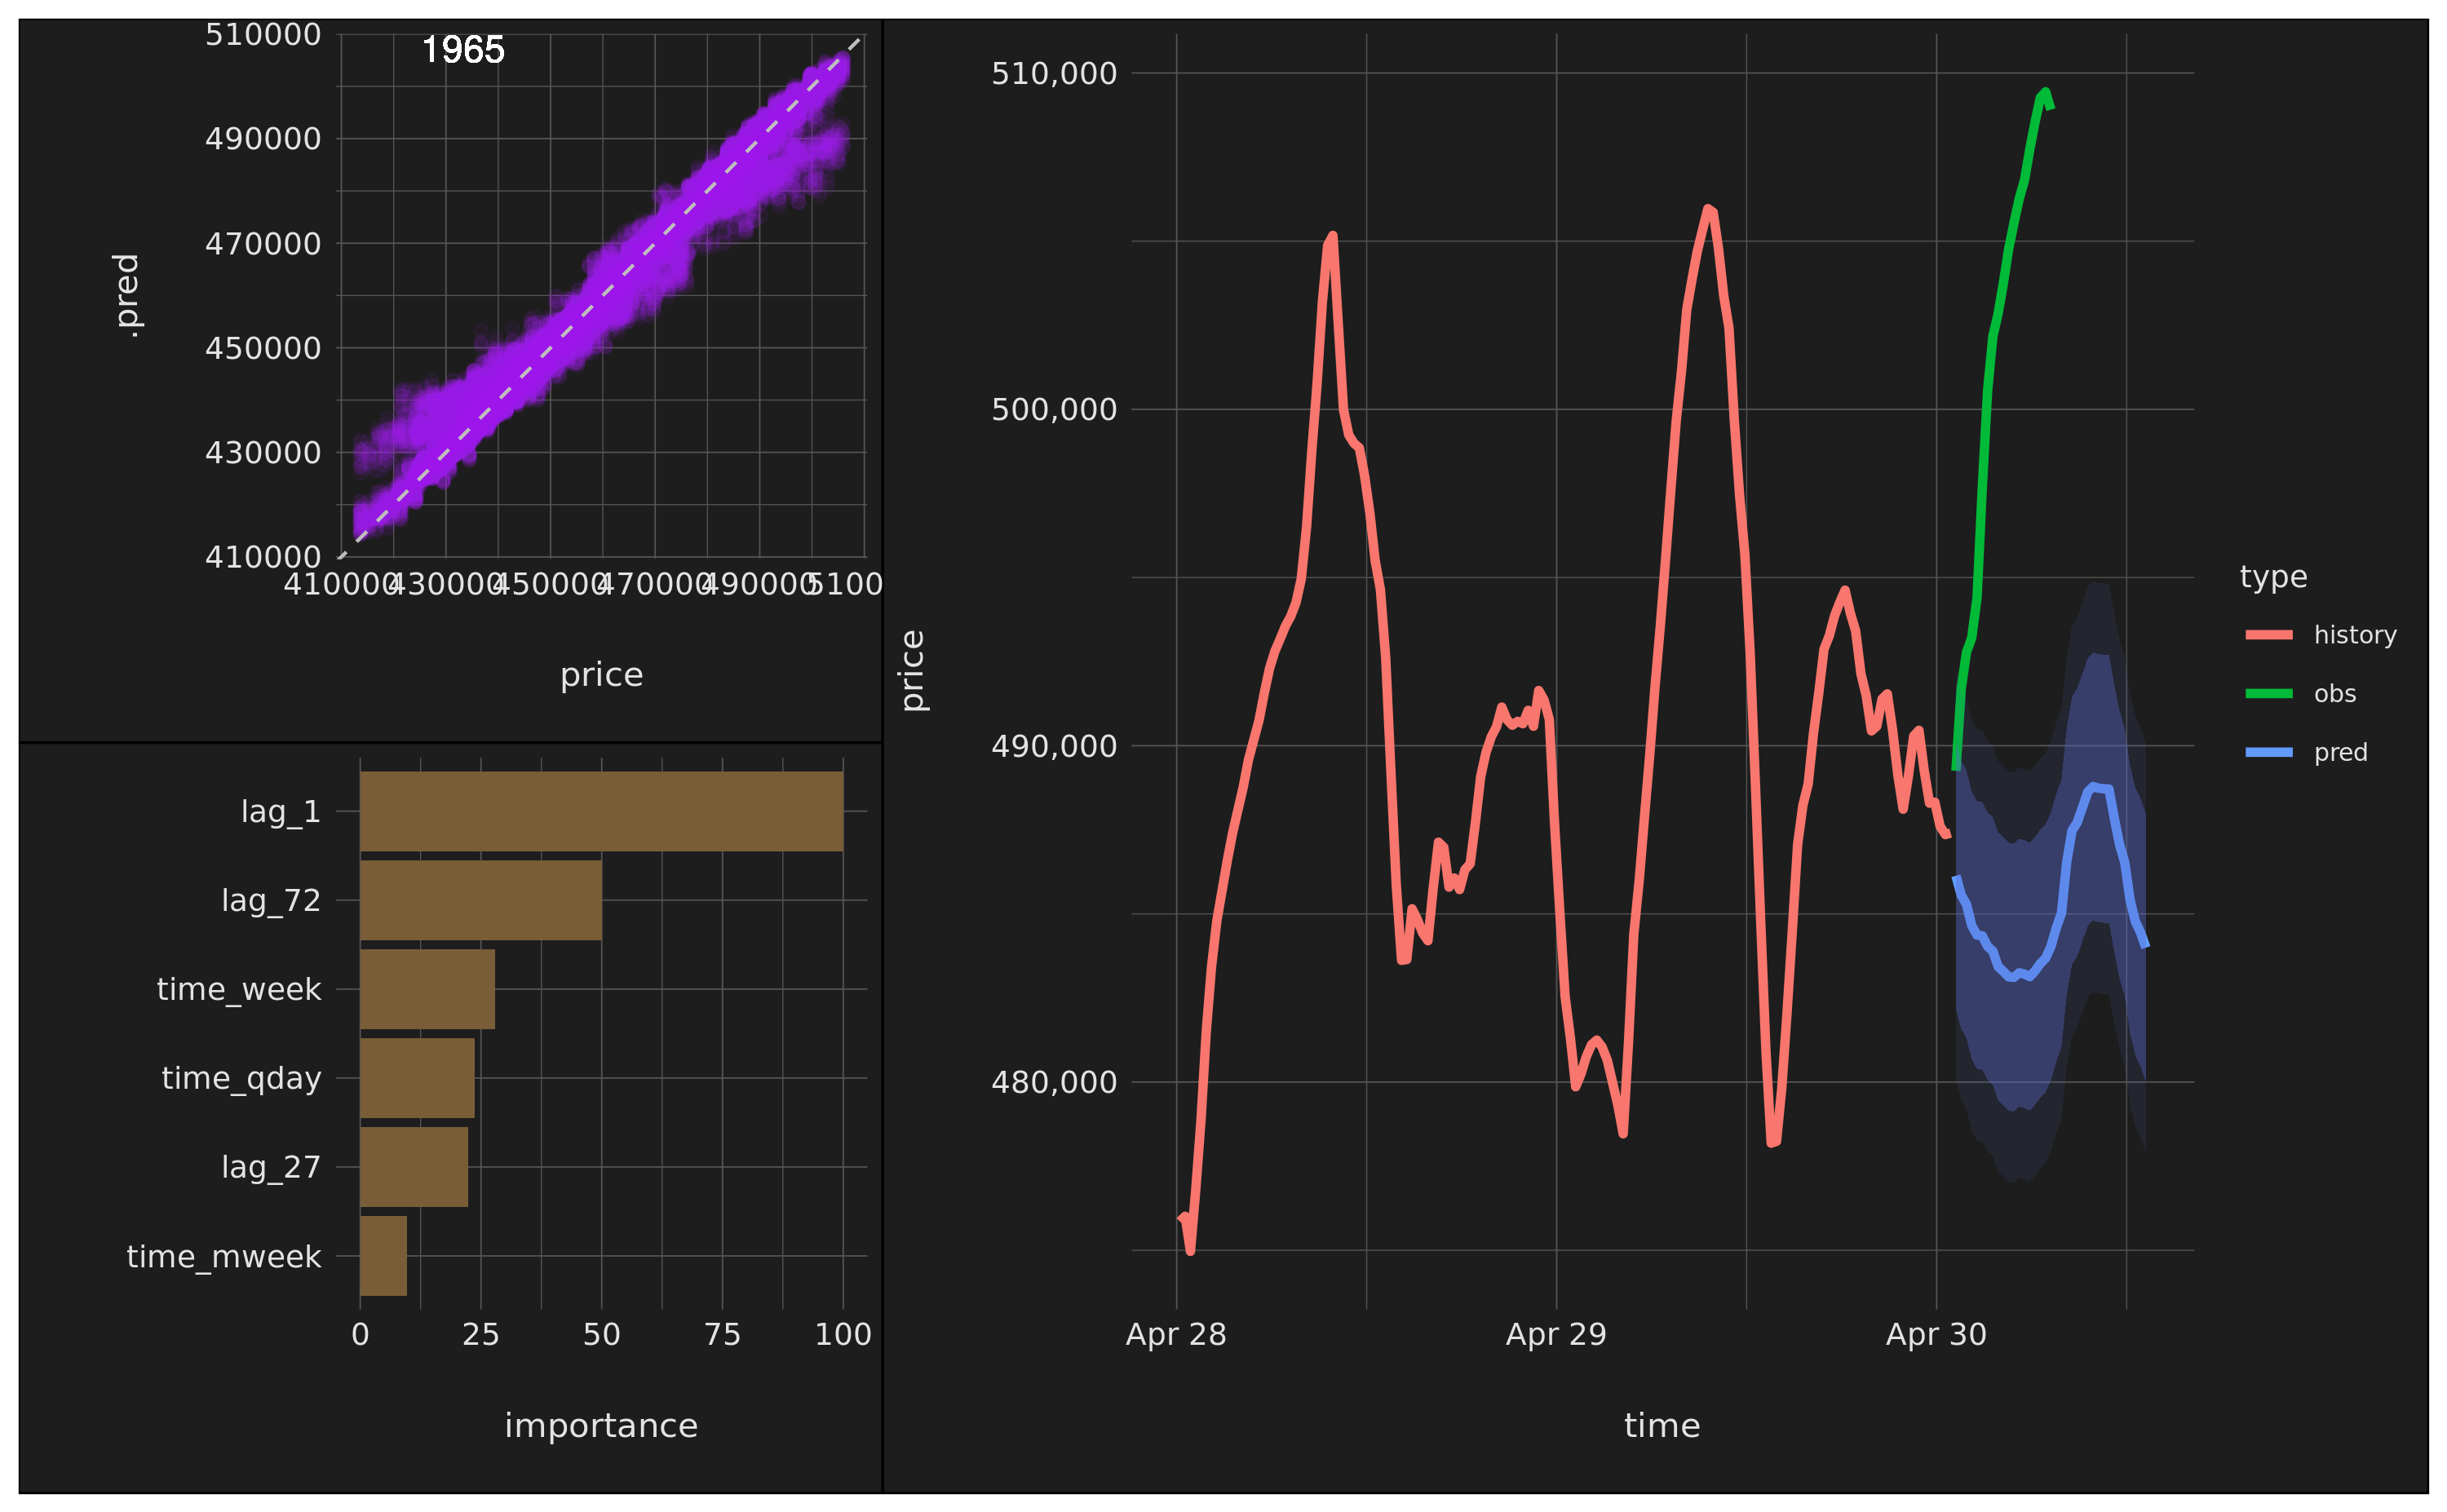 510000
490000
470000
450000
430000
410000
1965
.pred
410000 430000 450000 470000 490000 5100
price
lag_1
lag_72
time_week
time_qday
lag_27
time_mweek
0 25 50 75 100
importance
510,000
500,000
490,000
480,000
price
Apr 28 Apr 29 Apr 30
time
type
history
obs
pred